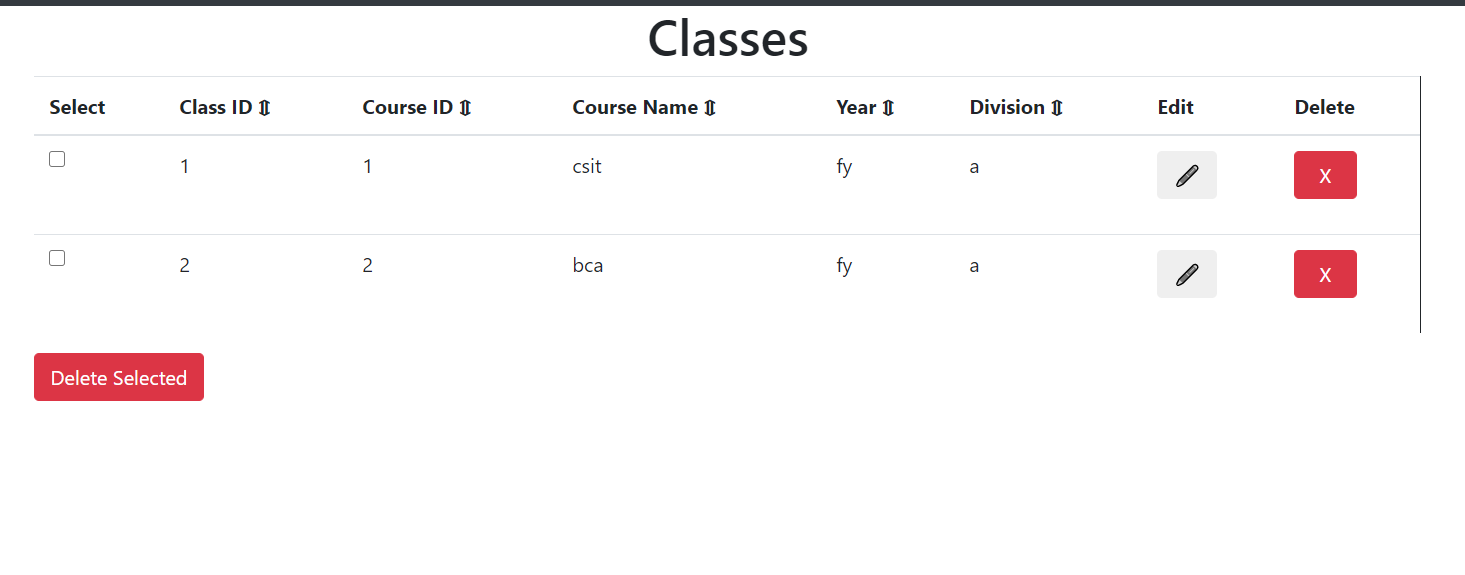 Classes
Select Class ID ⇕ Course ID ⇕ Course Name ⇕ Year ⇕ Division ⇕ Edit Delete
1 1 csit fy a X
2 2 bca fy a X
Delete Selected